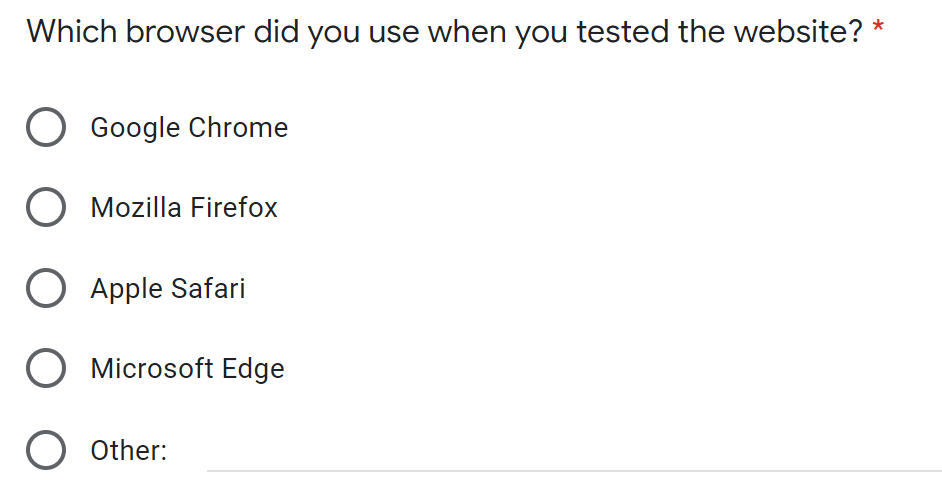 Which browser did you use when you tested the website? *
Google Chrome
Mozilla Firefox
Apple Safari
Microsoft Edge
Other: